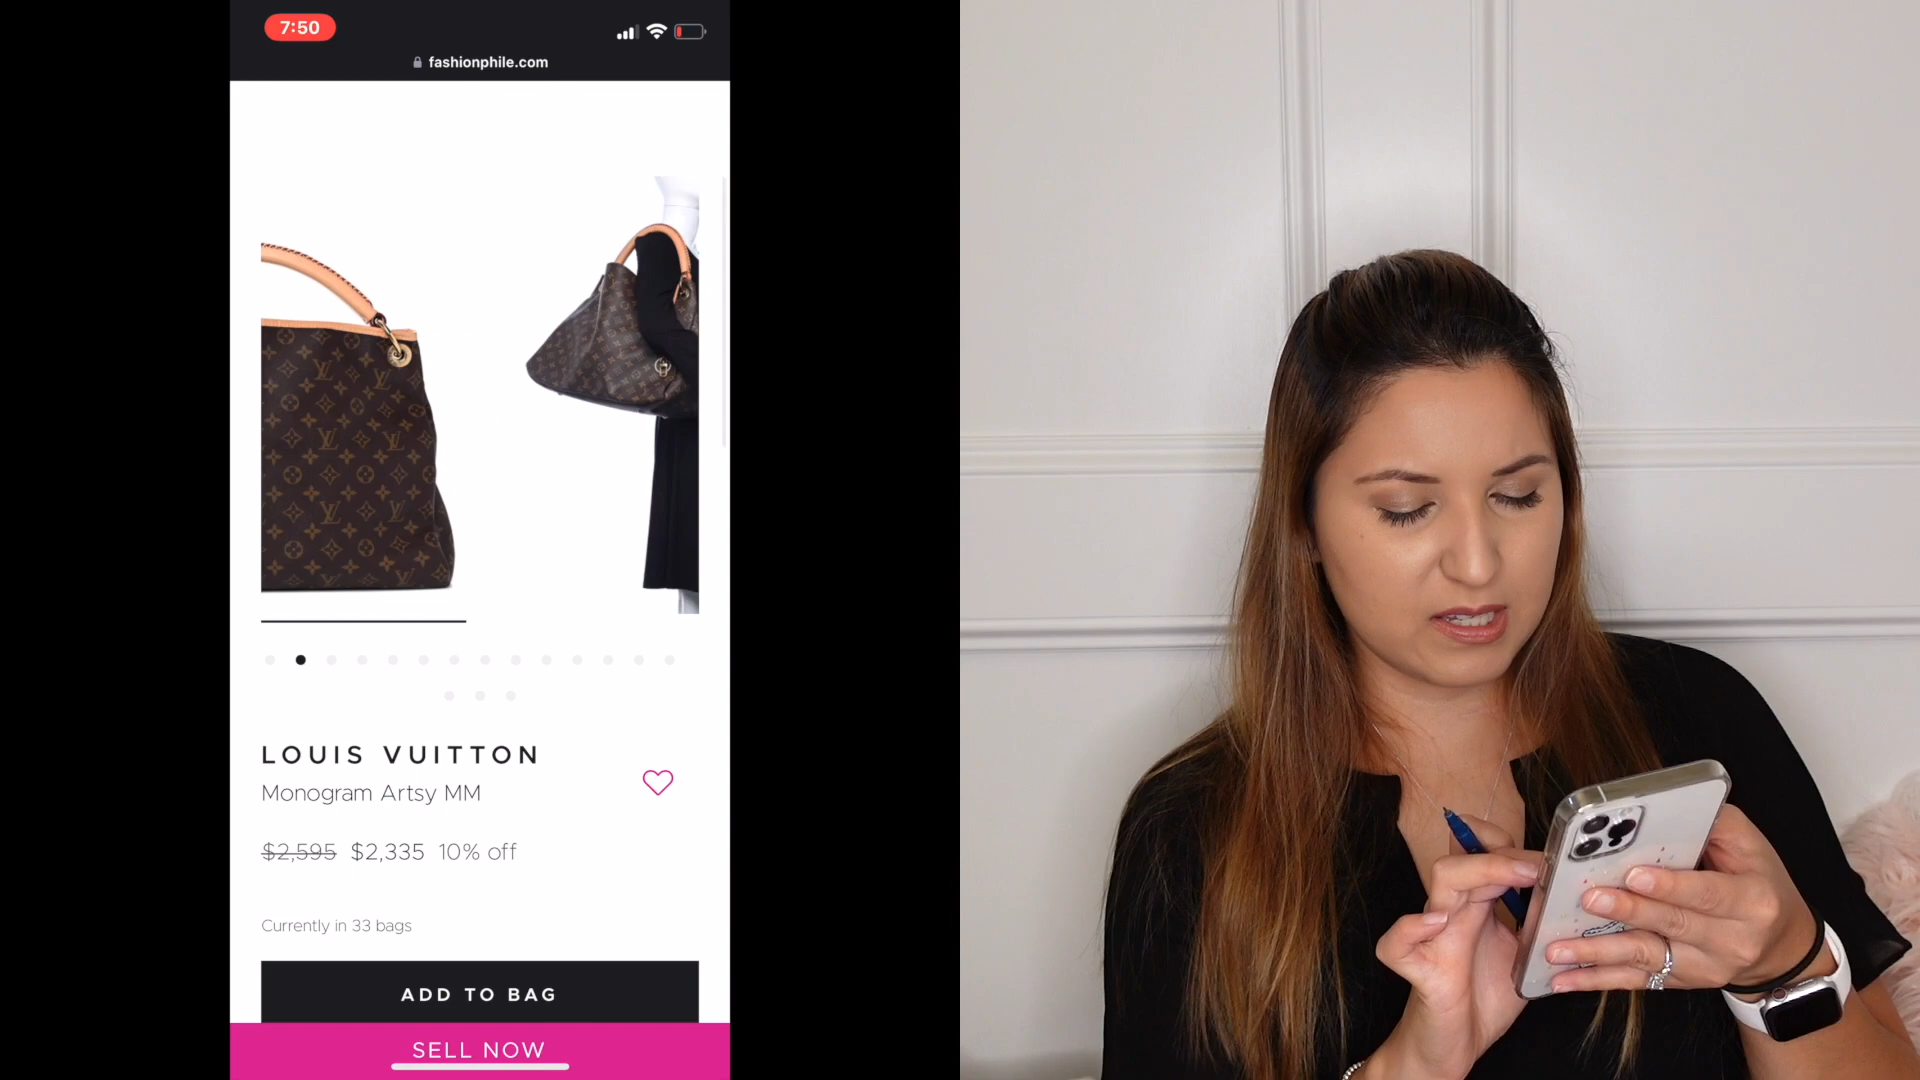 7:50
fashionphile.com
LOUIS VUITTON
Monogram Artsy MM
$2,595 $2,335 10% off
Currently in 33 bags
ADD TO BAG
SELL NOW